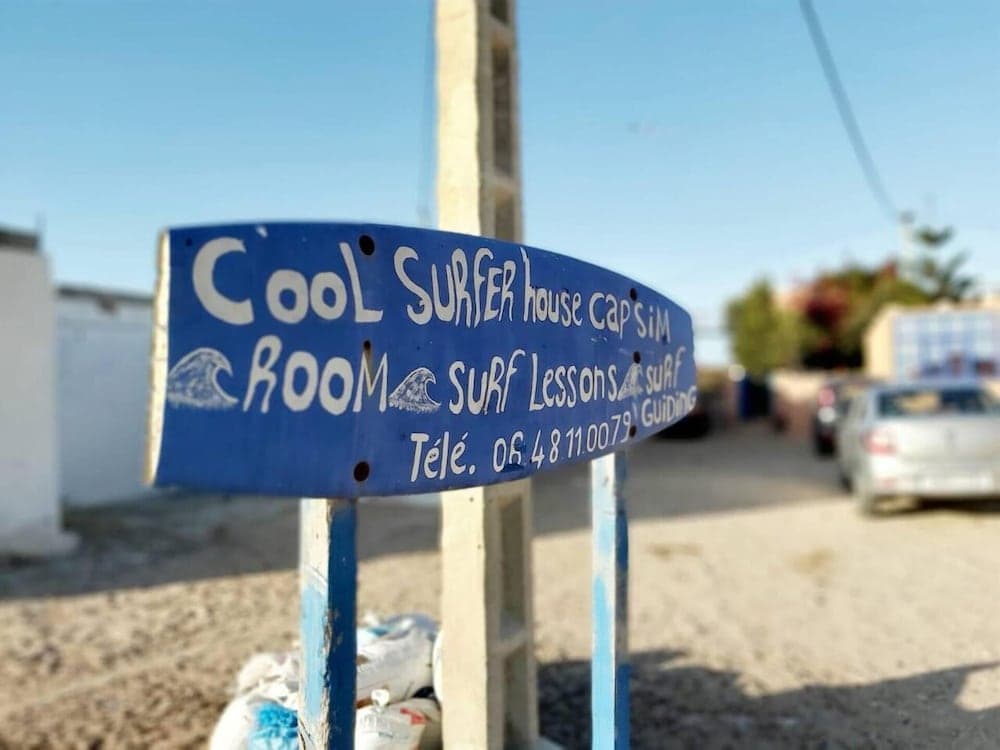 Cool SURFER house cap sim
Room surf Lessons surf Guiding
Télé. 06.48.11.00.79